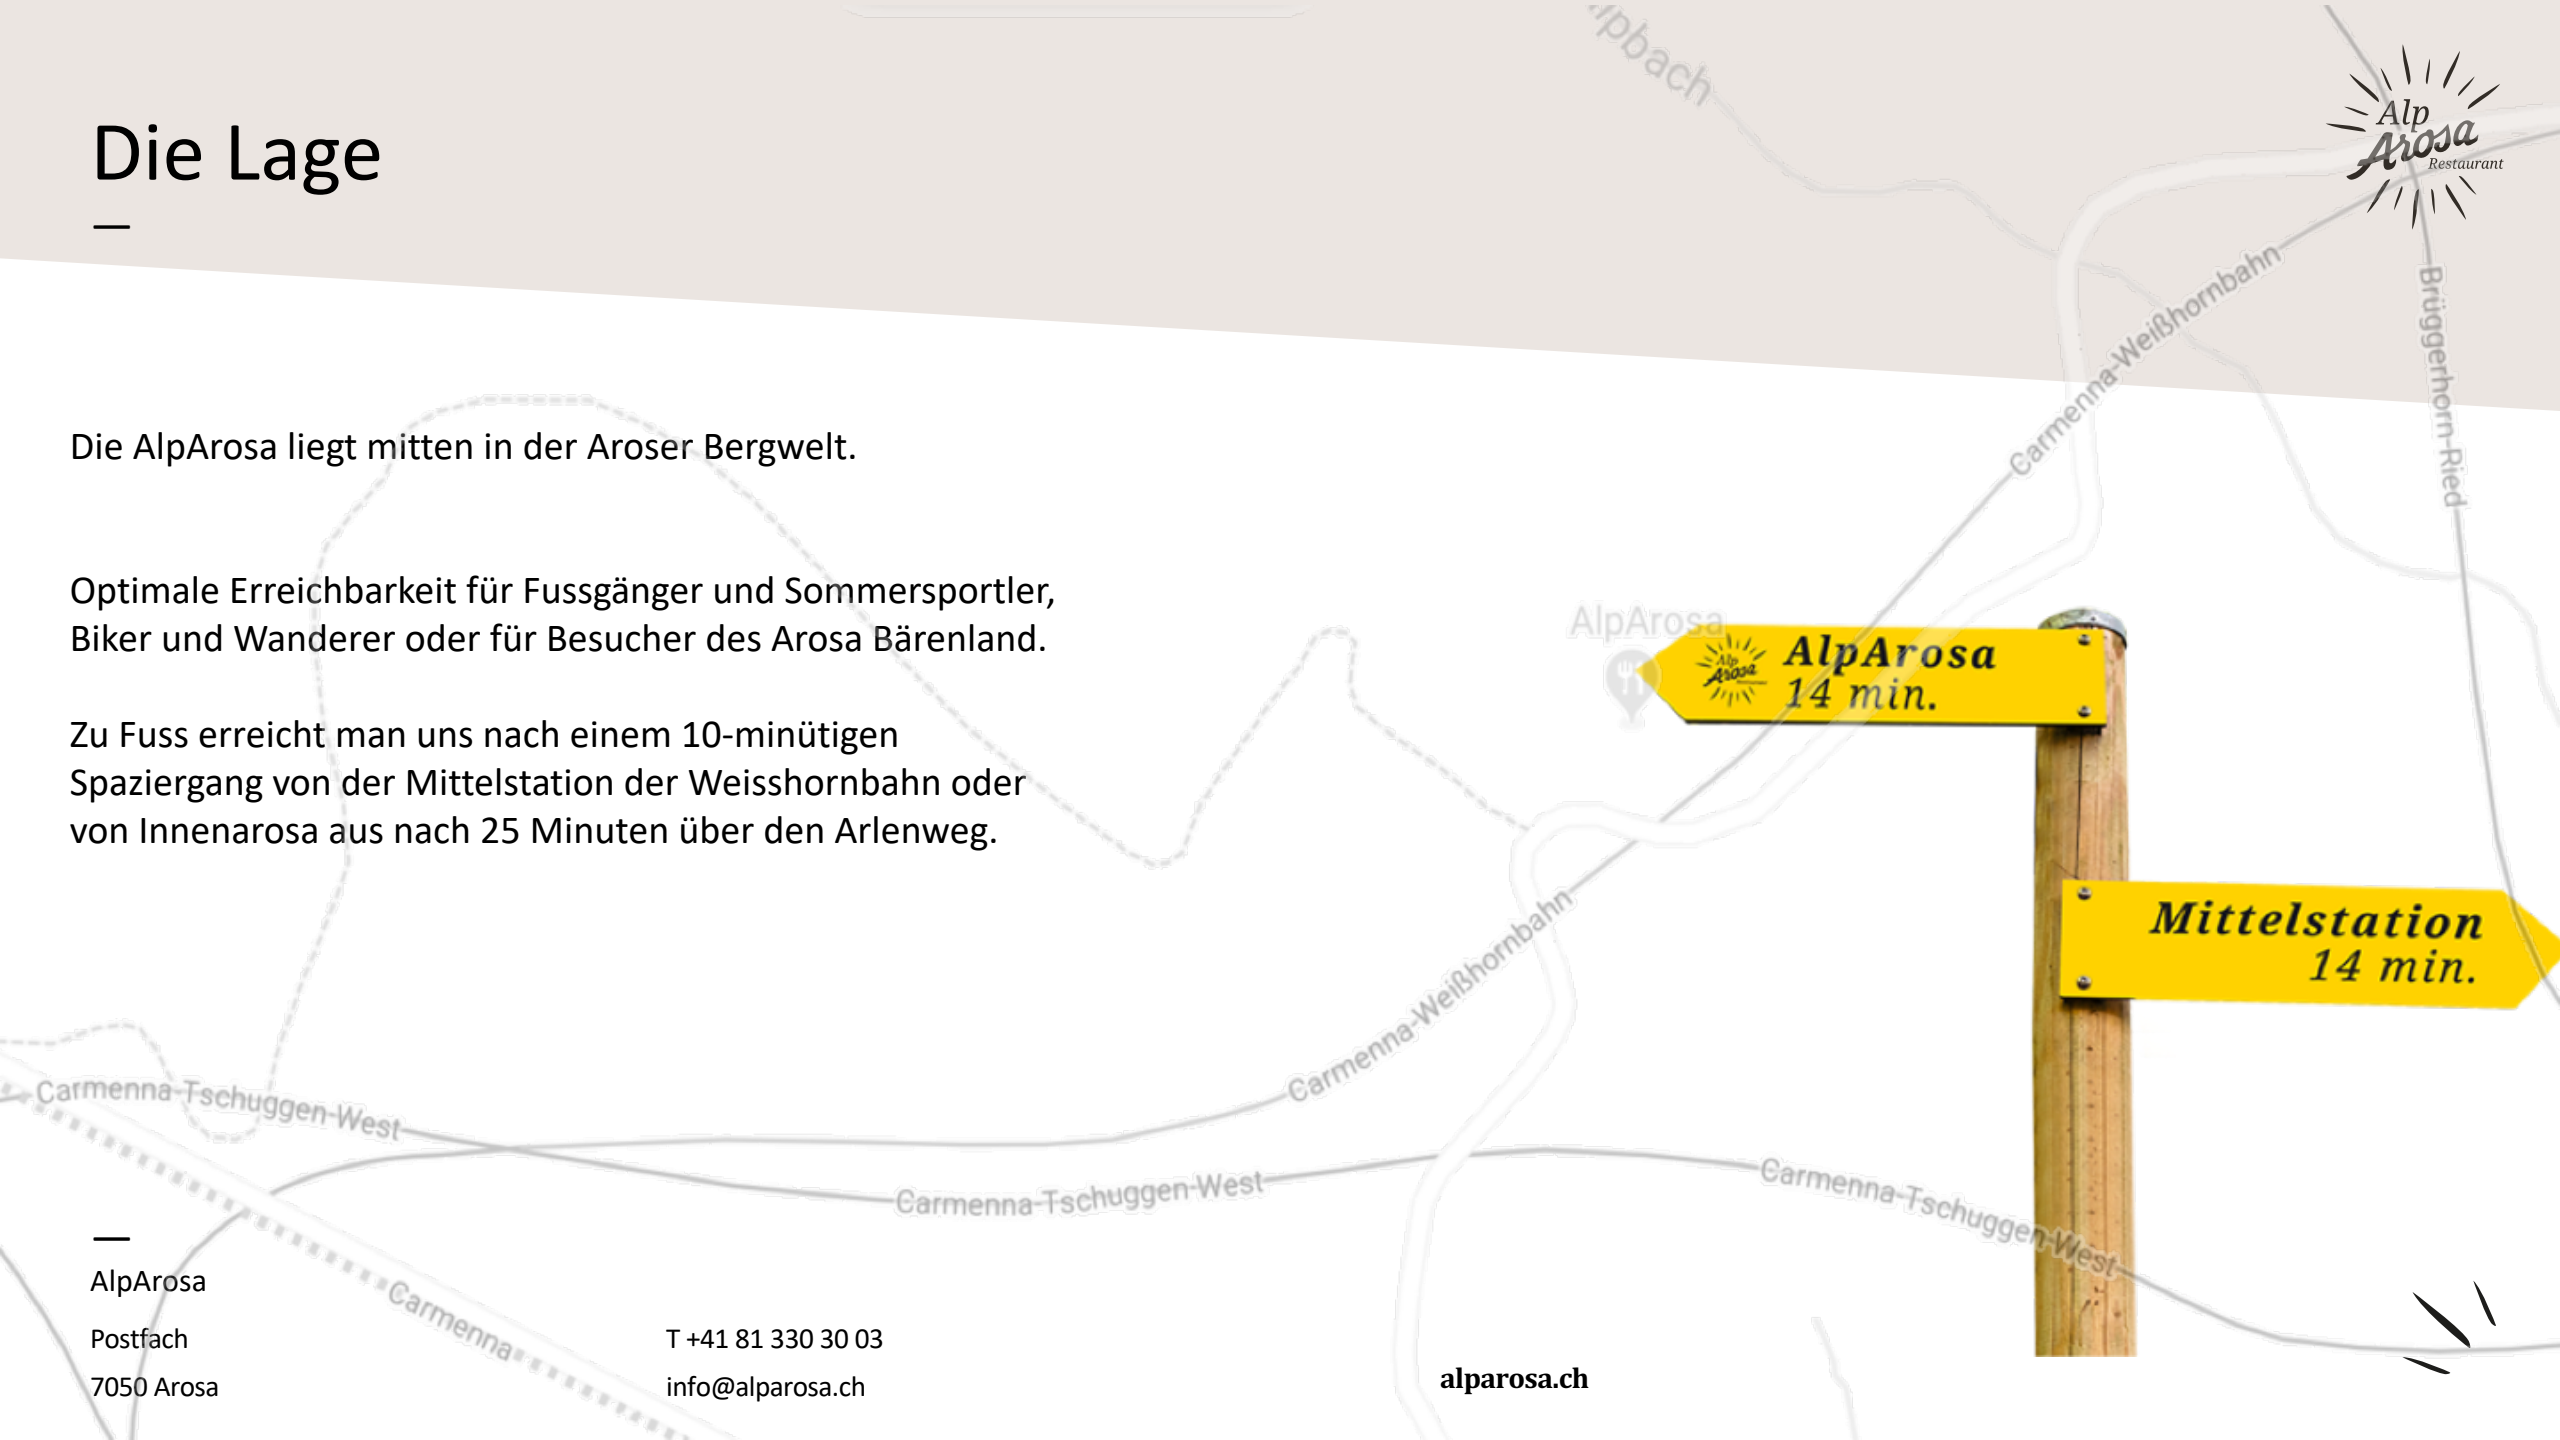 Die Lage
Alp
Arosa
Restaurant
Carmenna-Weißhornbahn
Brüggerhorn-Ried
Die AlpArosa liegt mitten in der Aroser Bergwelt.
Optimale Erreichbarkeit für Fussgänger und Sommersportler,
Biker und Wanderer oder für Besucher des Arosa Bärenland.
Zu Fuss erreicht man uns nach einem 10-minütigen
Spaziergang von der Mittelstation der Weisshornbahn oder
von Innenarosa aus nach 25 Minuten über den Arlenweg.
AlpArosa
Alp
Arosa
AlpArosa
14 min.
Mittelstation
14 min.
Carmenna-Weißhornbahn
Carmenna-Tschuggen-West
Carmenna-Tschuggen-West
Carmenna-Tschuggen-West
Carmenna
AlpArosa
Postfach
7050 Arosa
T +41 81 330 30 03
info@alparosa.ch
alparosa.ch